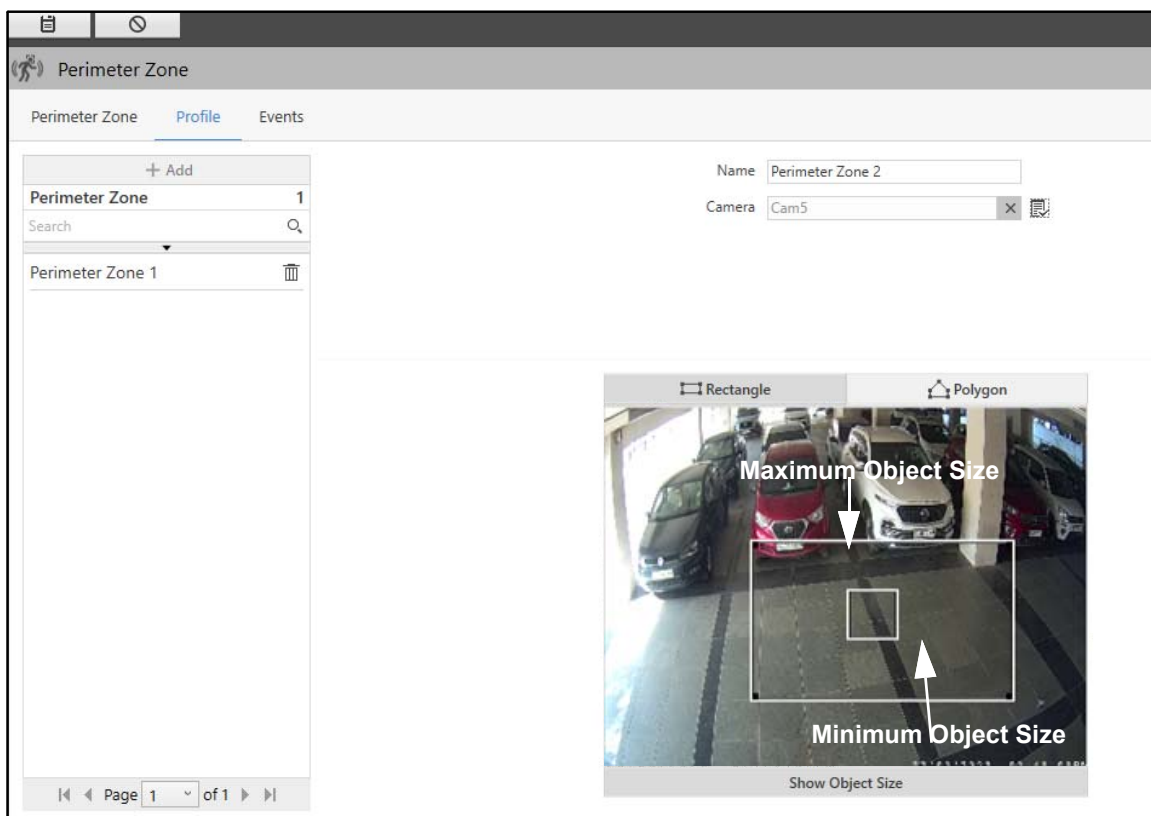 Perimeter Zone
Perimeter Zone Profile Events
+ Add
Perimeter Zone 1
Search
Perimeter Zone 1
Page 1 of 1
Name Perimeter Zone 2
Camera Cam5
Rectangle Polygon
Maximum Object Size
Minimum Object Size
Show Object Size